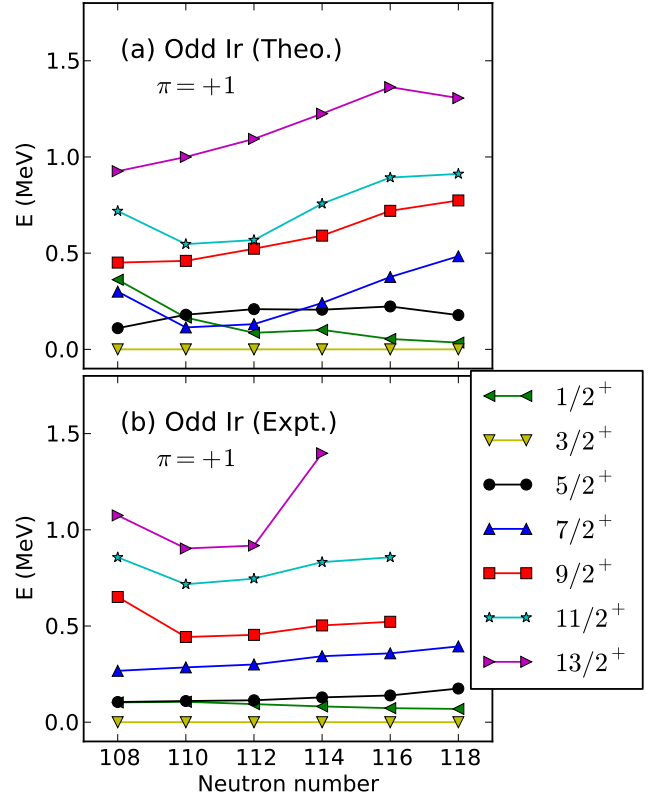 (a) Odd Ir (Theo.)
π = +1
E (MeV)
1.5
1.0
0.5
0.0
(b) Odd Ir (Expt.)
π = +1
E (MeV)
1.5
1.0
0.5
0.0
108 110 112 114 116 118
Neutron number
1/2⁺
3/2⁺
5/2⁺
7/2⁺
9/2⁺
11/2⁺
13/2⁺